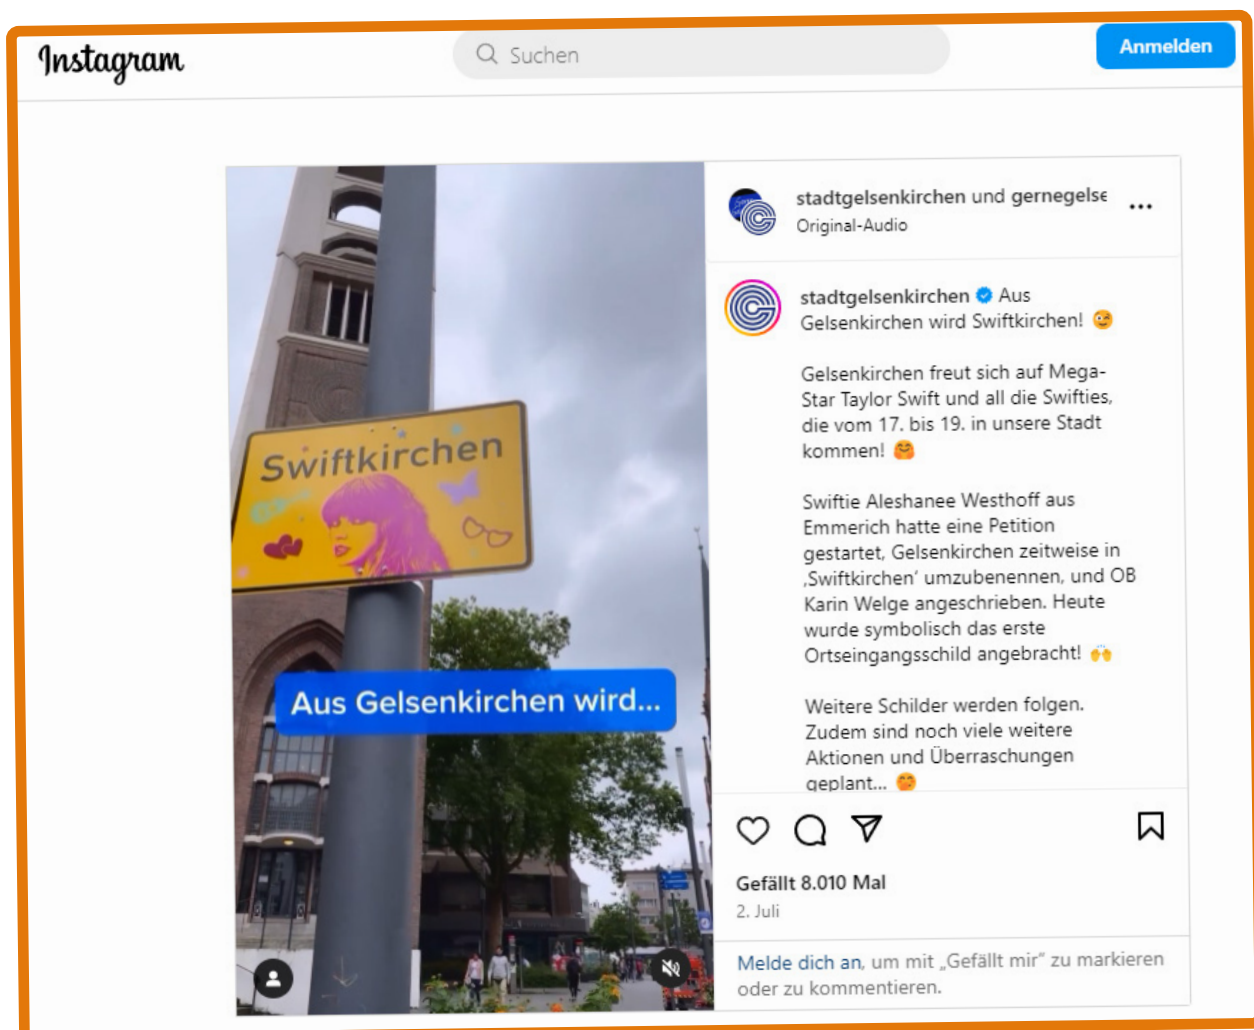 Instagram
Suchen
Anmelden
Swiftkirchen
Aus Gelsenkirchen wird...
stadtgelsenkirchen und gernegelse
Original-Audio
stadtgelsenkirchen Aus
Gelsenkirchen wird Swiftkirchen! 😉
Gelsenkirchen freut sich auf Mega-
Star Taylor Swift und all die Swifties,
die vom 17. bis 19. in unsere Stadt
kommen! 🤗
Swiftie Aleshanee Westhoff aus
Emmerich hatte eine Petition
gestartet, Gelsenkirchen zeitweise in
‚Swiftkirchen‘ umzubenennen, und OB
Karin Welge angeschrieben. Heute
wurde symbolisch das erste
Ortseingangsschild angebracht! 🙌
Weitere Schilder werden folgen.
Zudem sind noch viele weitere
Aktionen und Überraschungen
geplant... 🤭
Gefällt 8.010 Mal
2. Juli
Melde dich an, um mit „Gefällt mir“ zu markieren
oder zu kommentieren.